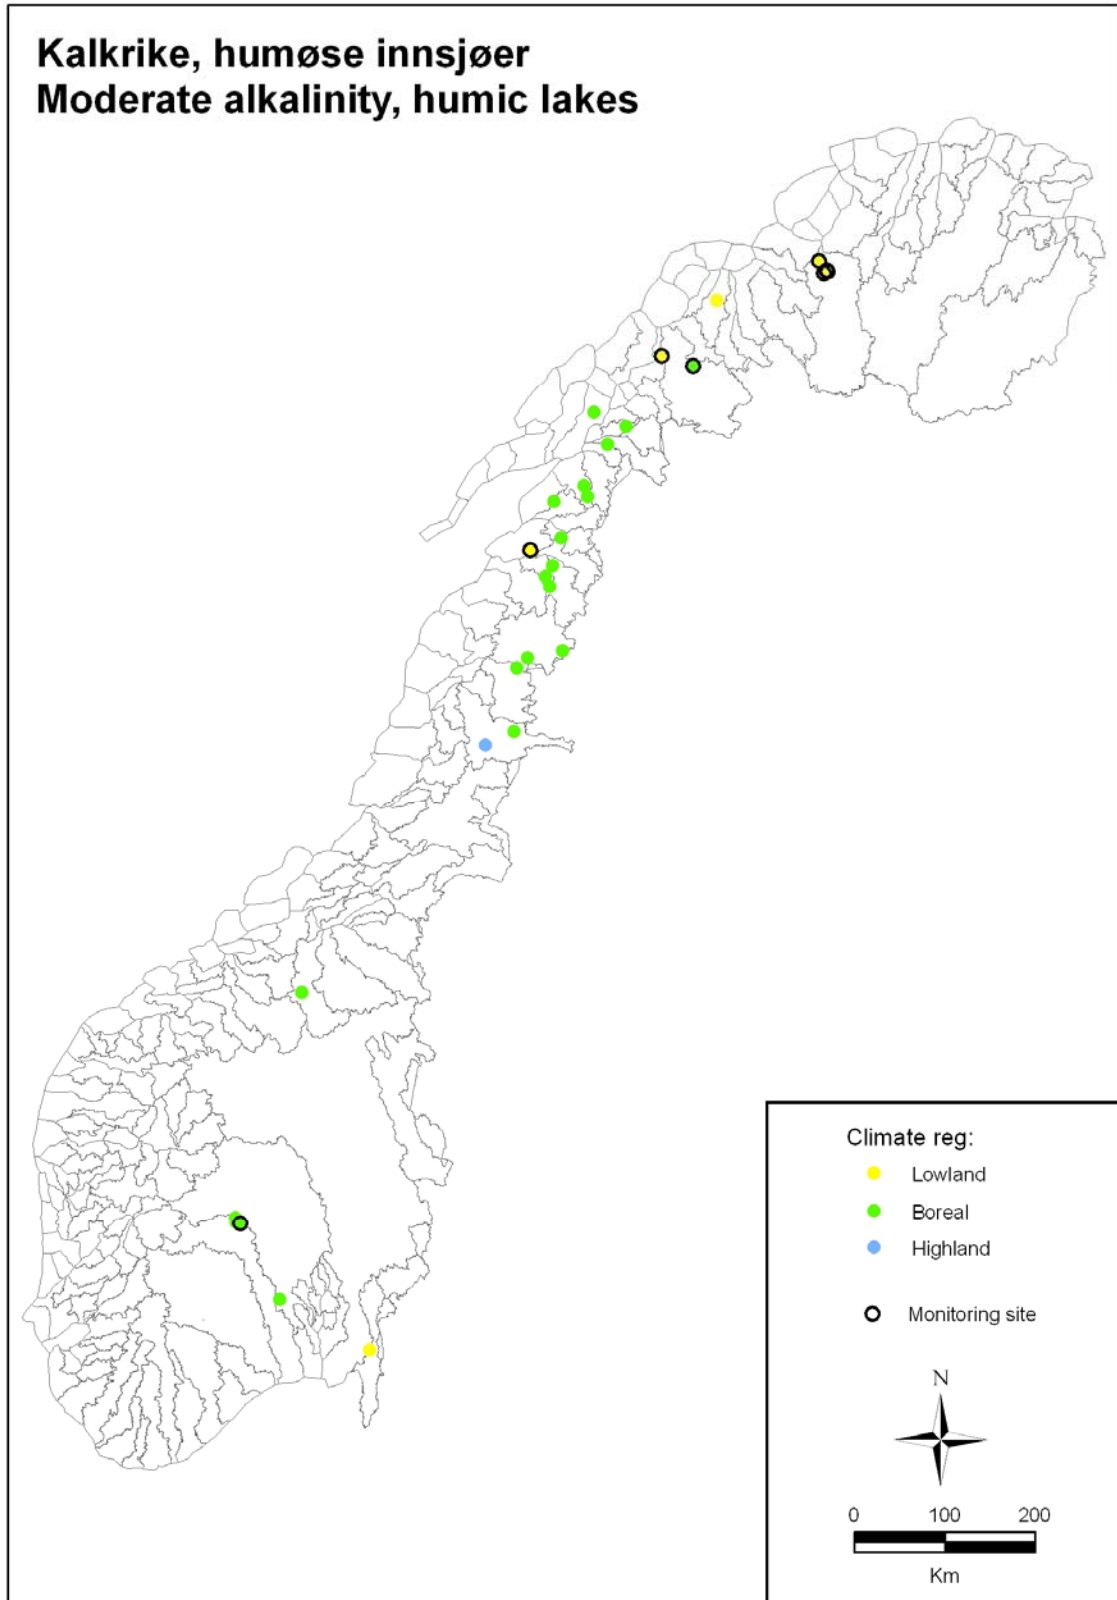 Kalkrike, humøse innsjøer
Moderate alkalinity, humic lakes
Climate reg:
Lowland
Boreal
Highland
Monitoring site
N
0 100 200
Km